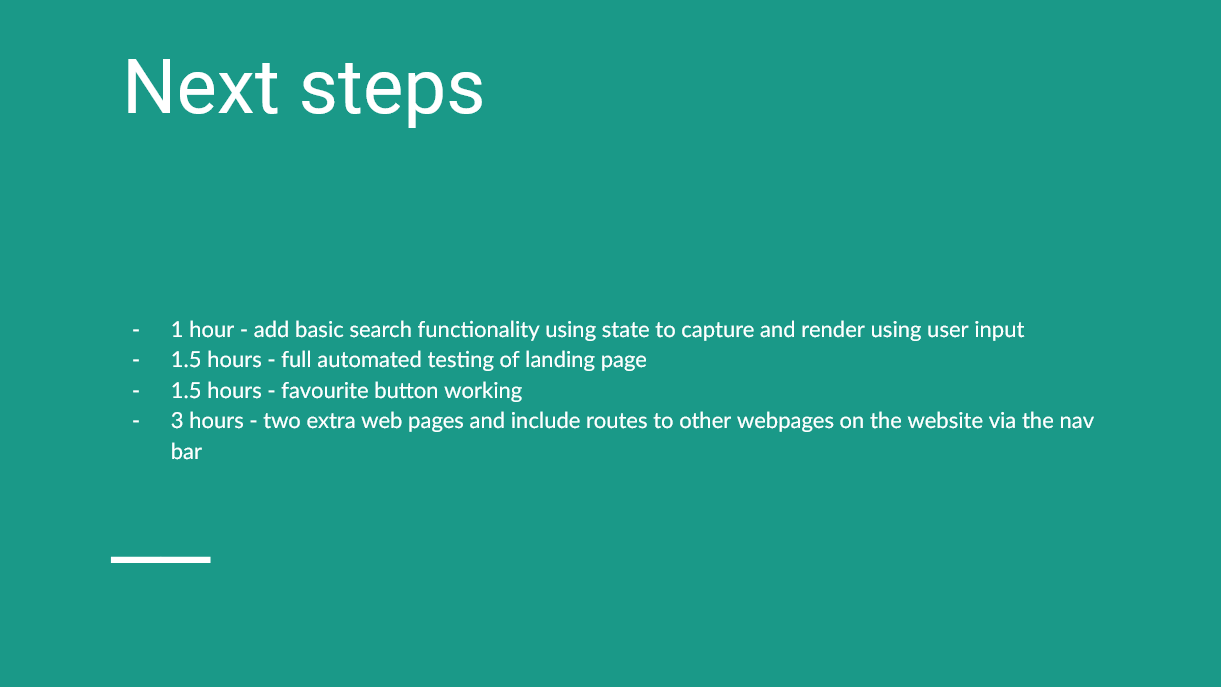 Next steps
- 1 hour - add basic search functionality using state to capture and render using user input
- 1.5 hours - full automated testing of landing page
- 1.5 hours - favourite button working
- 3 hours - two extra web pages and include routes to other webpages on the website via the nav
bar